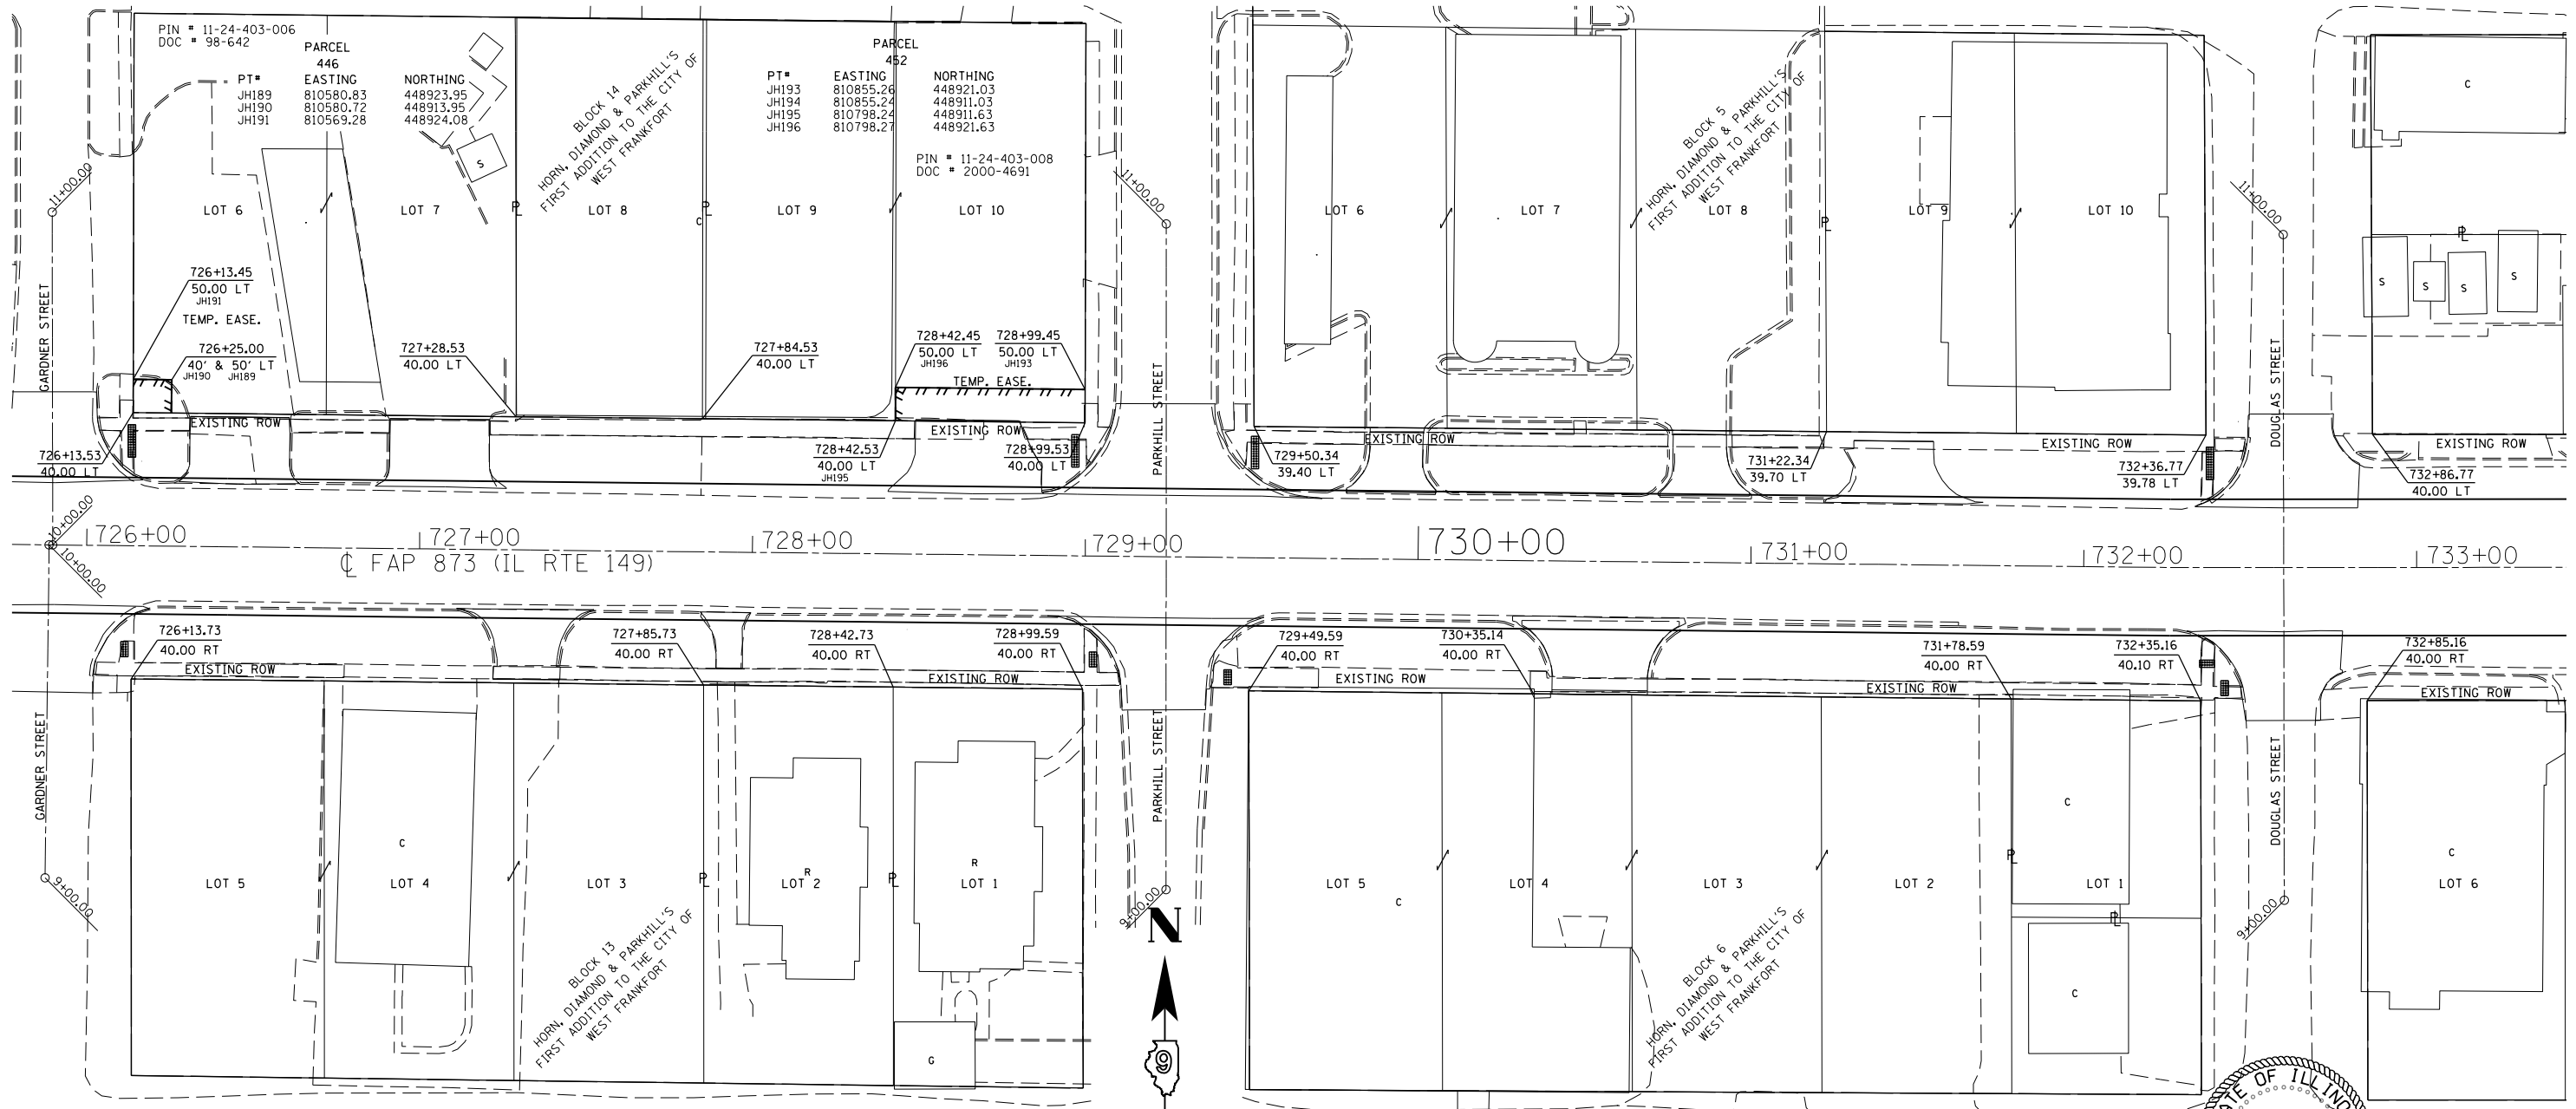 PIN # 11-24-403-006
DOC # 98-642
PARCEL
446
PT# EASTING NORTHING
JH189 810580.83 448923.95
JH190 810580.72 448913.95
JH191 810569.28 448924.08
BLOCK 14
HORN, DIAMOND & PARKHILL'S
FIRST ADDITION TO THE CITY OF
WEST FRANKFORT
PARCEL
452
PT# EASTING NORTHING
JH193 810855.26 448921.03
JH194 810855.24 448911.03
JH195 810798.24 448911.63
JH196 810798.27 448921.63
PIN # 11-24-403-008
DOC # 2000-4691
BLOCK 5
HORN, DIAMOND & PARKHILL'S
FIRST ADDITION TO THE CITY OF
WEST FRANKFORT
C
S
11+00.00
11+00.00
11+00.00
LOT 6
LOT 7
PL
LOT 8
PL
C
LOT 9
LOT 10
LOT 6
LOT 7
LOT 8
PL
LOT 9
LOT 10
PL
S
S
S
S
GARDNER STREET
PARKHILL STREET
DOUGLAS STREET
726+13.45
50.00 LT
JH191
TEMP. EASE.
726+25.00
40' & 50' LT
JH190 JH189
727+28.53
40.00 LT
727+84.53
40.00 LT
728+42.45
50.00 LT
JH196
728+99.45
50.00 LT
JH193
TEMP. EASE.
EXISTING ROW
EXISTING ROW
EXISTING ROW
EXISTING ROW
EXISTING ROW
726+13.53
40.00 LT
728+42.53
40.00 LT
JH195
728+99.53
40.00 LT
729+50.34
39.40 LT
731+22.34
39.70 LT
732+36.77
39.78 LT
732+86.77
40.00 LT
10+00.00
10+00.00
726+00
727+00
728+00
729+00
730+00
731+00
732+00
733+00
CL FAP 873 (IL RTE 149)
726+13.73
40.00 RT
727+85.73
40.00 RT
728+42.73
40.00 RT
728+99.59
40.00 RT
729+49.59
40.00 RT
730+35.14
40.00 RT
731+78.59
40.00 RT
732+35.16
40.10 RT
732+85.16
40.00 RT
EXISTING ROW
EXISTING ROW
EXISTING ROW
EXISTING ROW
EXISTING ROW
GARDNER STREET
PARKHILL STREET
DOUGLAS STREET
C
R
R
C
C
LOT 5
LOT 4
LOT 3
PL
LOT 2
PL
LOT 1
LOT 5
C
LOT 4
LOT 3
LOT 2
PL
LOT 1
PL
LOT 6
9+00.00
9+00.00
9+00.00
BLOCK 13
HORN, DIAMOND & PARKHILL'S
FIRST ADDITION TO THE CITY OF
WEST FRANKFORT
N
9
G
BLOCK 6
HORN, DIAMOND & PARKHILL'S
FIRST ADDITION TO THE CITY OF
WEST FRANKFORT
C